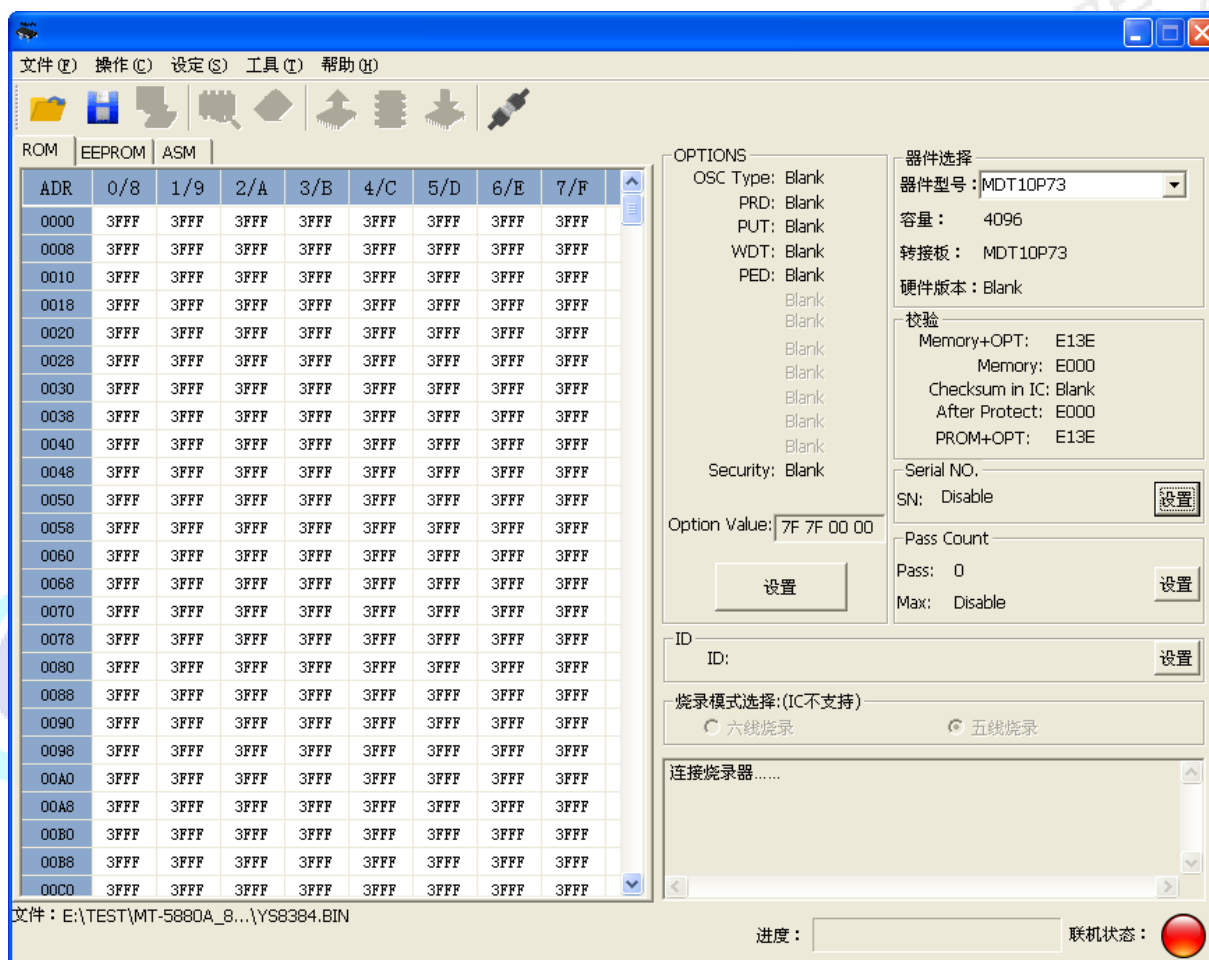 文件(F) 操作(C) 设定(S) 工具(T) 帮助(H)
ROM EEPROM ASM
ADR 0/8 1/9 2/A 3/B 4/C 5/D 6/E 7/F
0000 3FFF 3FFF 3FFF 3FFF 3FFF 3FFF 3FFF 3FFF
0008 3FFF 3FFF 3FFF 3FFF 3FFF 3FFF 3FFF 3FFF
0010 3FFF 3FFF 3FFF 3FFF 3FFF 3FFF 3FFF 3FFF
0018 3FFF 3FFF 3FFF 3FFF 3FFF 3FFF 3FFF 3FFF
0020 3FFF 3FFF 3FFF 3FFF 3FFF 3FFF 3FFF 3FFF
0028 3FFF 3FFF 3FFF 3FFF 3FFF 3FFF 3FFF 3FFF
0030 3FFF 3FFF 3FFF 3FFF 3FFF 3FFF 3FFF 3FFF
0038 3FFF 3FFF 3FFF 3FFF 3FFF 3FFF 3FFF 3FFF
0040 3FFF 3FFF 3FFF 3FFF 3FFF 3FFF 3FFF 3FFF
0048 3FFF 3FFF 3FFF 3FFF 3FFF 3FFF 3FFF 3FFF
0050 3FFF 3FFF 3FFF 3FFF 3FFF 3FFF 3FFF 3FFF
0058 3FFF 3FFF 3FFF 3FFF 3FFF 3FFF 3FFF 3FFF
0060 3FFF 3FFF 3FFF 3FFF 3FFF 3FFF 3FFF 3FFF
0068 3FFF 3FFF 3FFF 3FFF 3FFF 3FFF 3FFF 3FFF
0070 3FFF 3FFF 3FFF 3FFF 3FFF 3FFF 3FFF 3FFF
0078 3FFF 3FFF 3FFF 3FFF 3FFF 3FFF 3FFF 3FFF
0080 3FFF 3FFF 3FFF 3FFF 3FFF 3FFF 3FFF 3FFF
0088 3FFF 3FFF 3FFF 3FFF 3FFF 3FFF 3FFF 3FFF
0090 3FFF 3FFF 3FFF 3FFF 3FFF 3FFF 3FFF 3FFF
0098 3FFF 3FFF 3FFF 3FFF 3FFF 3FFF 3FFF 3FFF
00A0 3FFF 3FFF 3FFF 3FFF 3FFF 3FFF 3FFF 3FFF
00A8 3FFF 3FFF 3FFF 3FFF 3FFF 3FFF 3FFF 3FFF
00B0 3FFF 3FFF 3FFF 3FFF 3FFF 3FFF 3FFF 3FFF
00B8 3FFF 3FFF 3FFF 3FFF 3FFF 3FFF 3FFF 3FFF
00C0 3FFF 3FFF 3FFF 3FFF 3FFF 3FFF 3FFF 3FFF
OPTIONS
OSC Type: Blank
PRD: Blank
PUT: Blank
WDT: Blank
PED: Blank
Blank
Blank
Blank
Blank
Blank
Blank
Blank
Security: Blank
Option Value: 7F 7F 00 00
设置
器件选择
器件型号：MDT10P73
容量： 4096
转接板： MDT10P73
硬件版本：Blank
校验
Memory+OPT: E13E
Memory: E000
Checksum in IC: Blank
After Protect: E000
PROM+OPT: E13E
Serial NO.
SN: Disable 设置
Pass Count
Pass: 0
设置
Max: Disable
ID
ID: 设置
烧录模式选择:(IC不支持)
六线烧录 五线烧录
连接烧录器......
文件：E:\TEST\MT-5880A_8...\YS8384.BIN
进度： 联机状态：